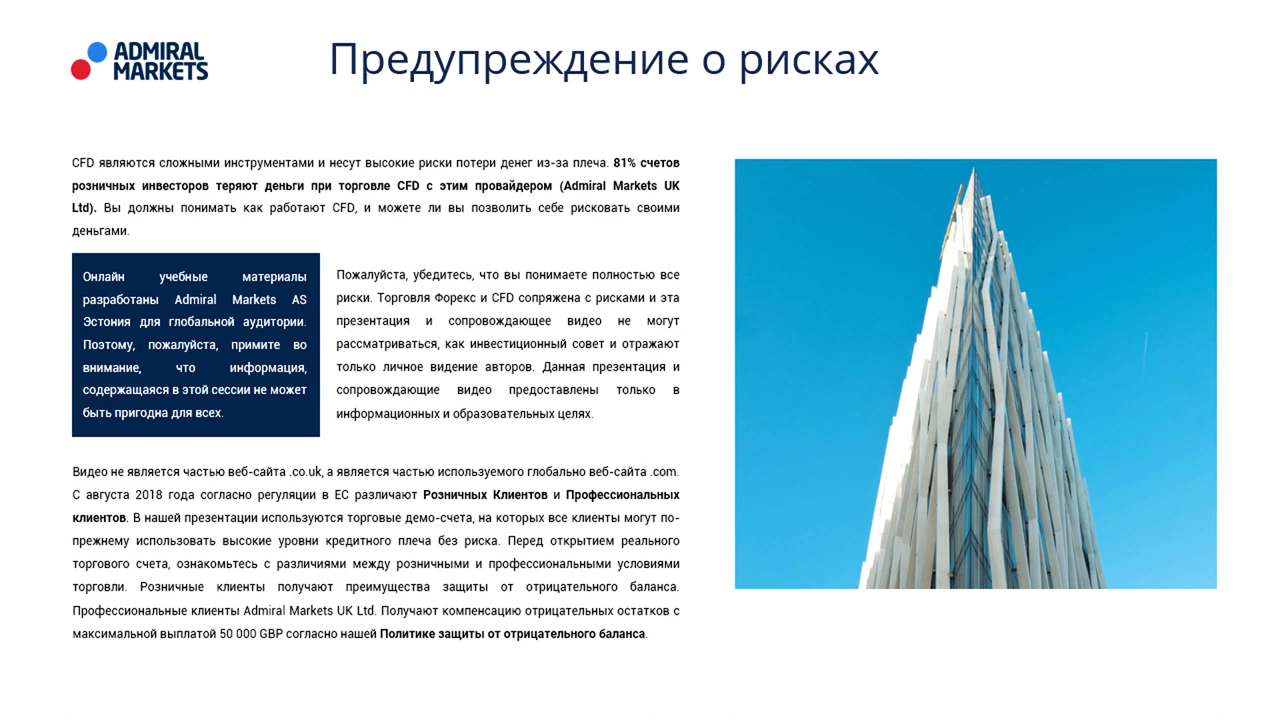 ADMIRAL
MARKETS
Предупреждение о рисках
CFD являются сложными инструментами и несут высокие риски потери денег из-за плеча. 81% счетов
розничных инвесторов теряют деньги при торговле CFD с этим провайдером (Admiral Markets UK
Ltd). Вы должны понимать как работают CFD, и можете ли вы позволить себе рисковать своими
деньгами.
Онлайн учебные материалы
разработаны Admiral Markets AS
Эстония для глобальной аудитории.
Поэтому, пожалуйста, примите во
внимание, что информация,
содержащаяся в этой сессии не может
быть пригодна для всех.
Пожалуйста, убедитесь, что вы понимаете полностью все
риски. Торговля Форекс и CFD сопряжена с рисками и эта
презентация и сопровождающее видео не могут
рассматриваться, как инвестиционный совет и отражают
только личное видение авторов. Данная презентация и
сопровождающие видео предоставлены только в
информационных и образовательных целях.
Видео не является частью веб-сайта .co.uk, а является частью используемого глобально веб-сайта .com.
С августа 2018 года согласно регуляции в ЕС различают Розничных Клиентов и Профессиональных
клиентов. В нашей презентации используются торговые демо-счета, на которых все клиенты могут по-
прежнему использовать высокие уровни кредитного плеча без риска. Перед открытием реального
торгового счета, ознакомьтесь с различиями между розничными и профессиональными условиями
торговли. Розничные клиенты получают преимущества защиты от отрицательного баланса.
Профессиональные клиенты Admiral Markets UK Ltd. Получают компенсацию отрицательных остатков с
максимальной выплатой 50 000 GBP согласно нашей Политике защиты от отрицательного баланса.